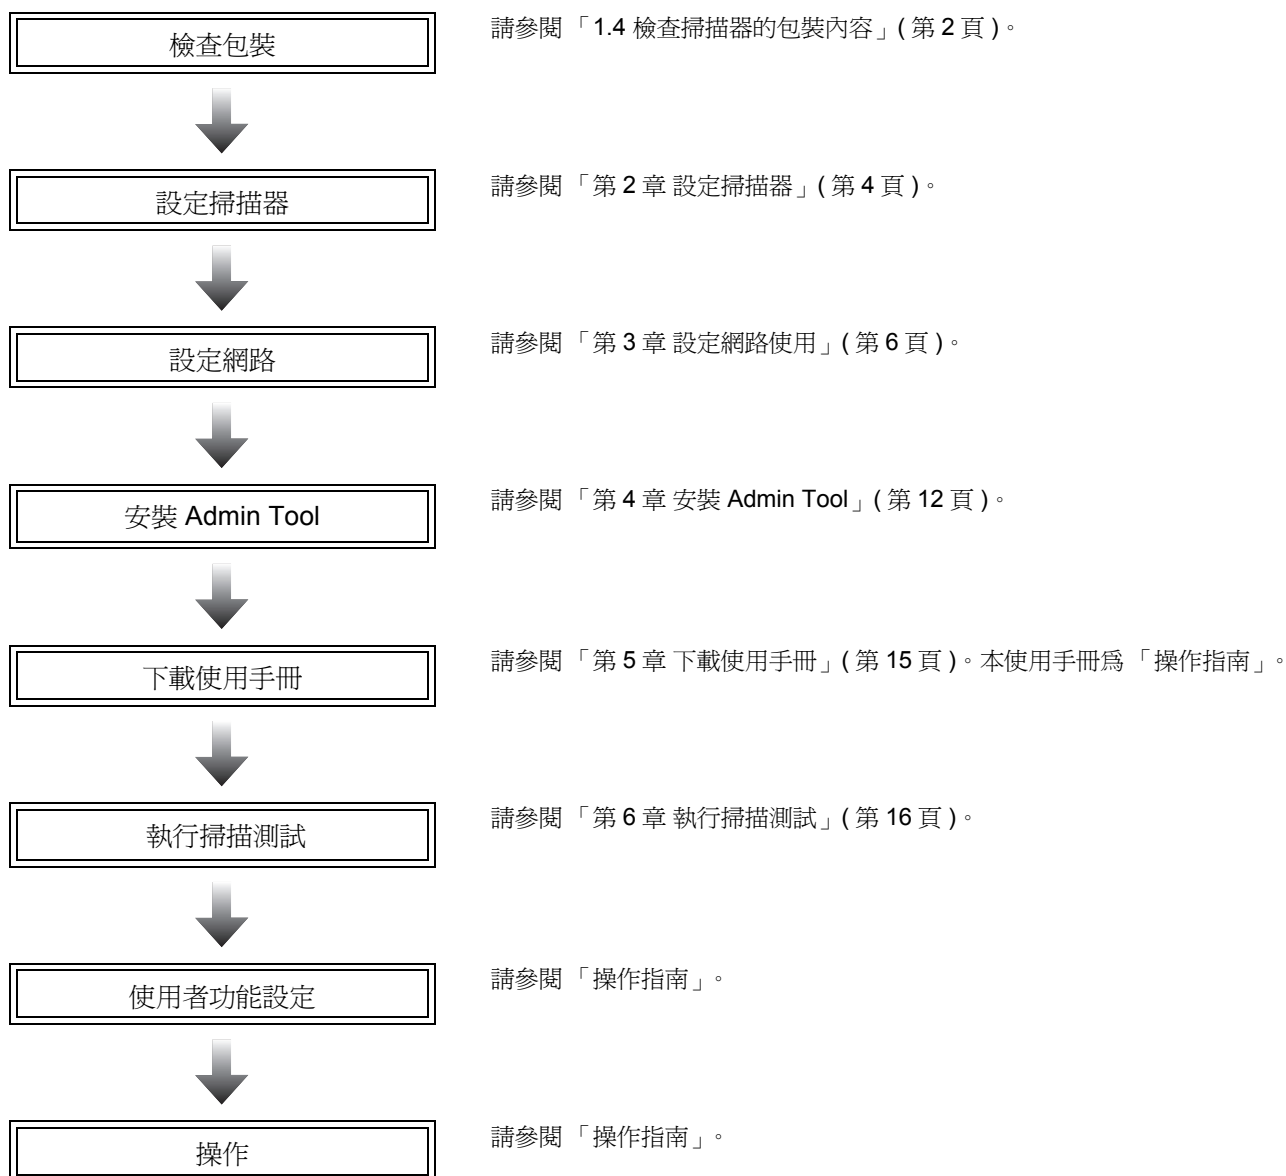 檢查包裝
請參閱「1.4 檢查掃描器的包裝內容」( 第 2 頁 )。
設定掃描器
請參閱「第 2 章 設定掃描器」( 第 4 頁 )。
設定網路
請參閱「第 3 章 設定網路使用」( 第 6 頁 )。
安裝 Admin Tool
請參閱「第 4 章 安裝 Admin Tool」( 第 12 頁 )。
下載使用手冊
請參閱「第 5 章 下載使用手冊」( 第 15 頁 )。本使用手冊爲「操作指南」。
執行掃描測試
請參閱「第 6 章 執行掃描測試」( 第 16 頁 )。
使用者功能設定
請參閱「操作指南」。
操作
請參閱「操作指南」。